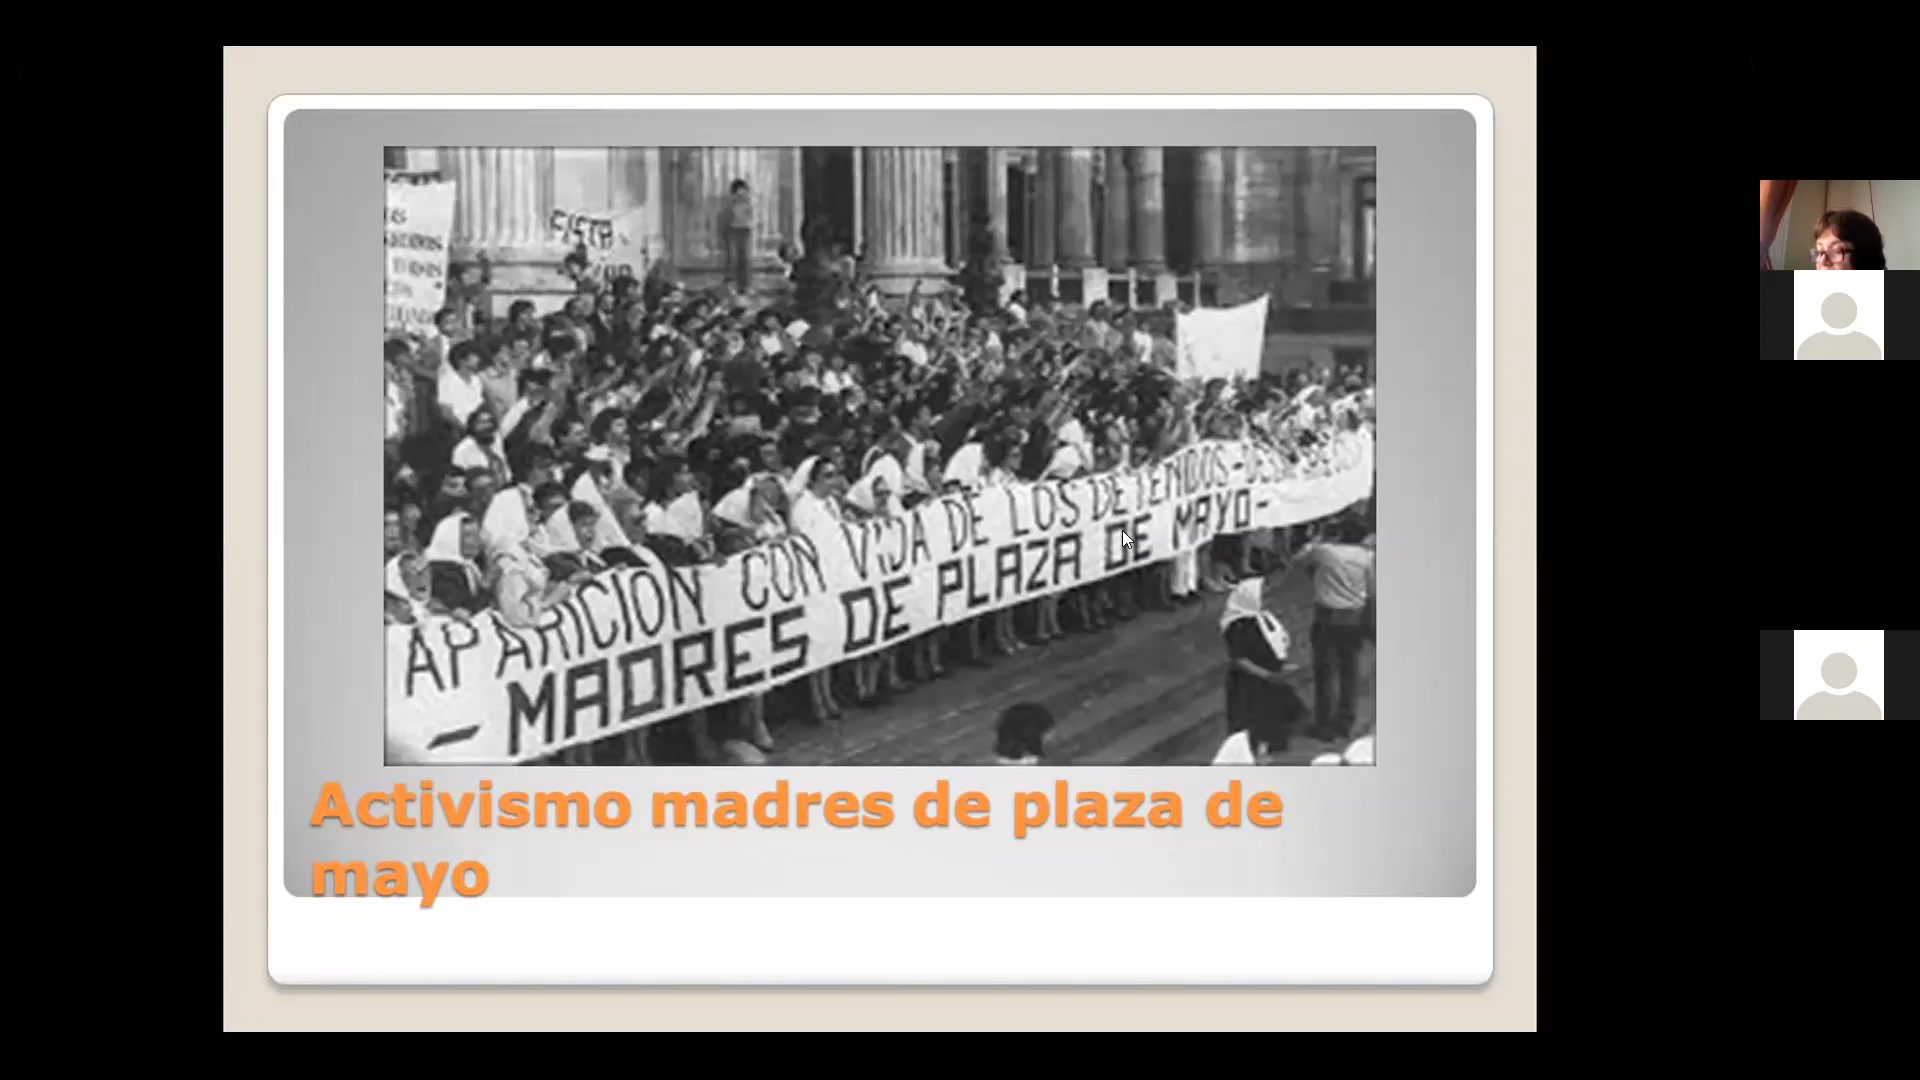 APARICION CON VIDA DE LOS DETENIDOS-
- MADRES DE PLAZA DE MAYO-
Activismo madres de plaza de
mayo